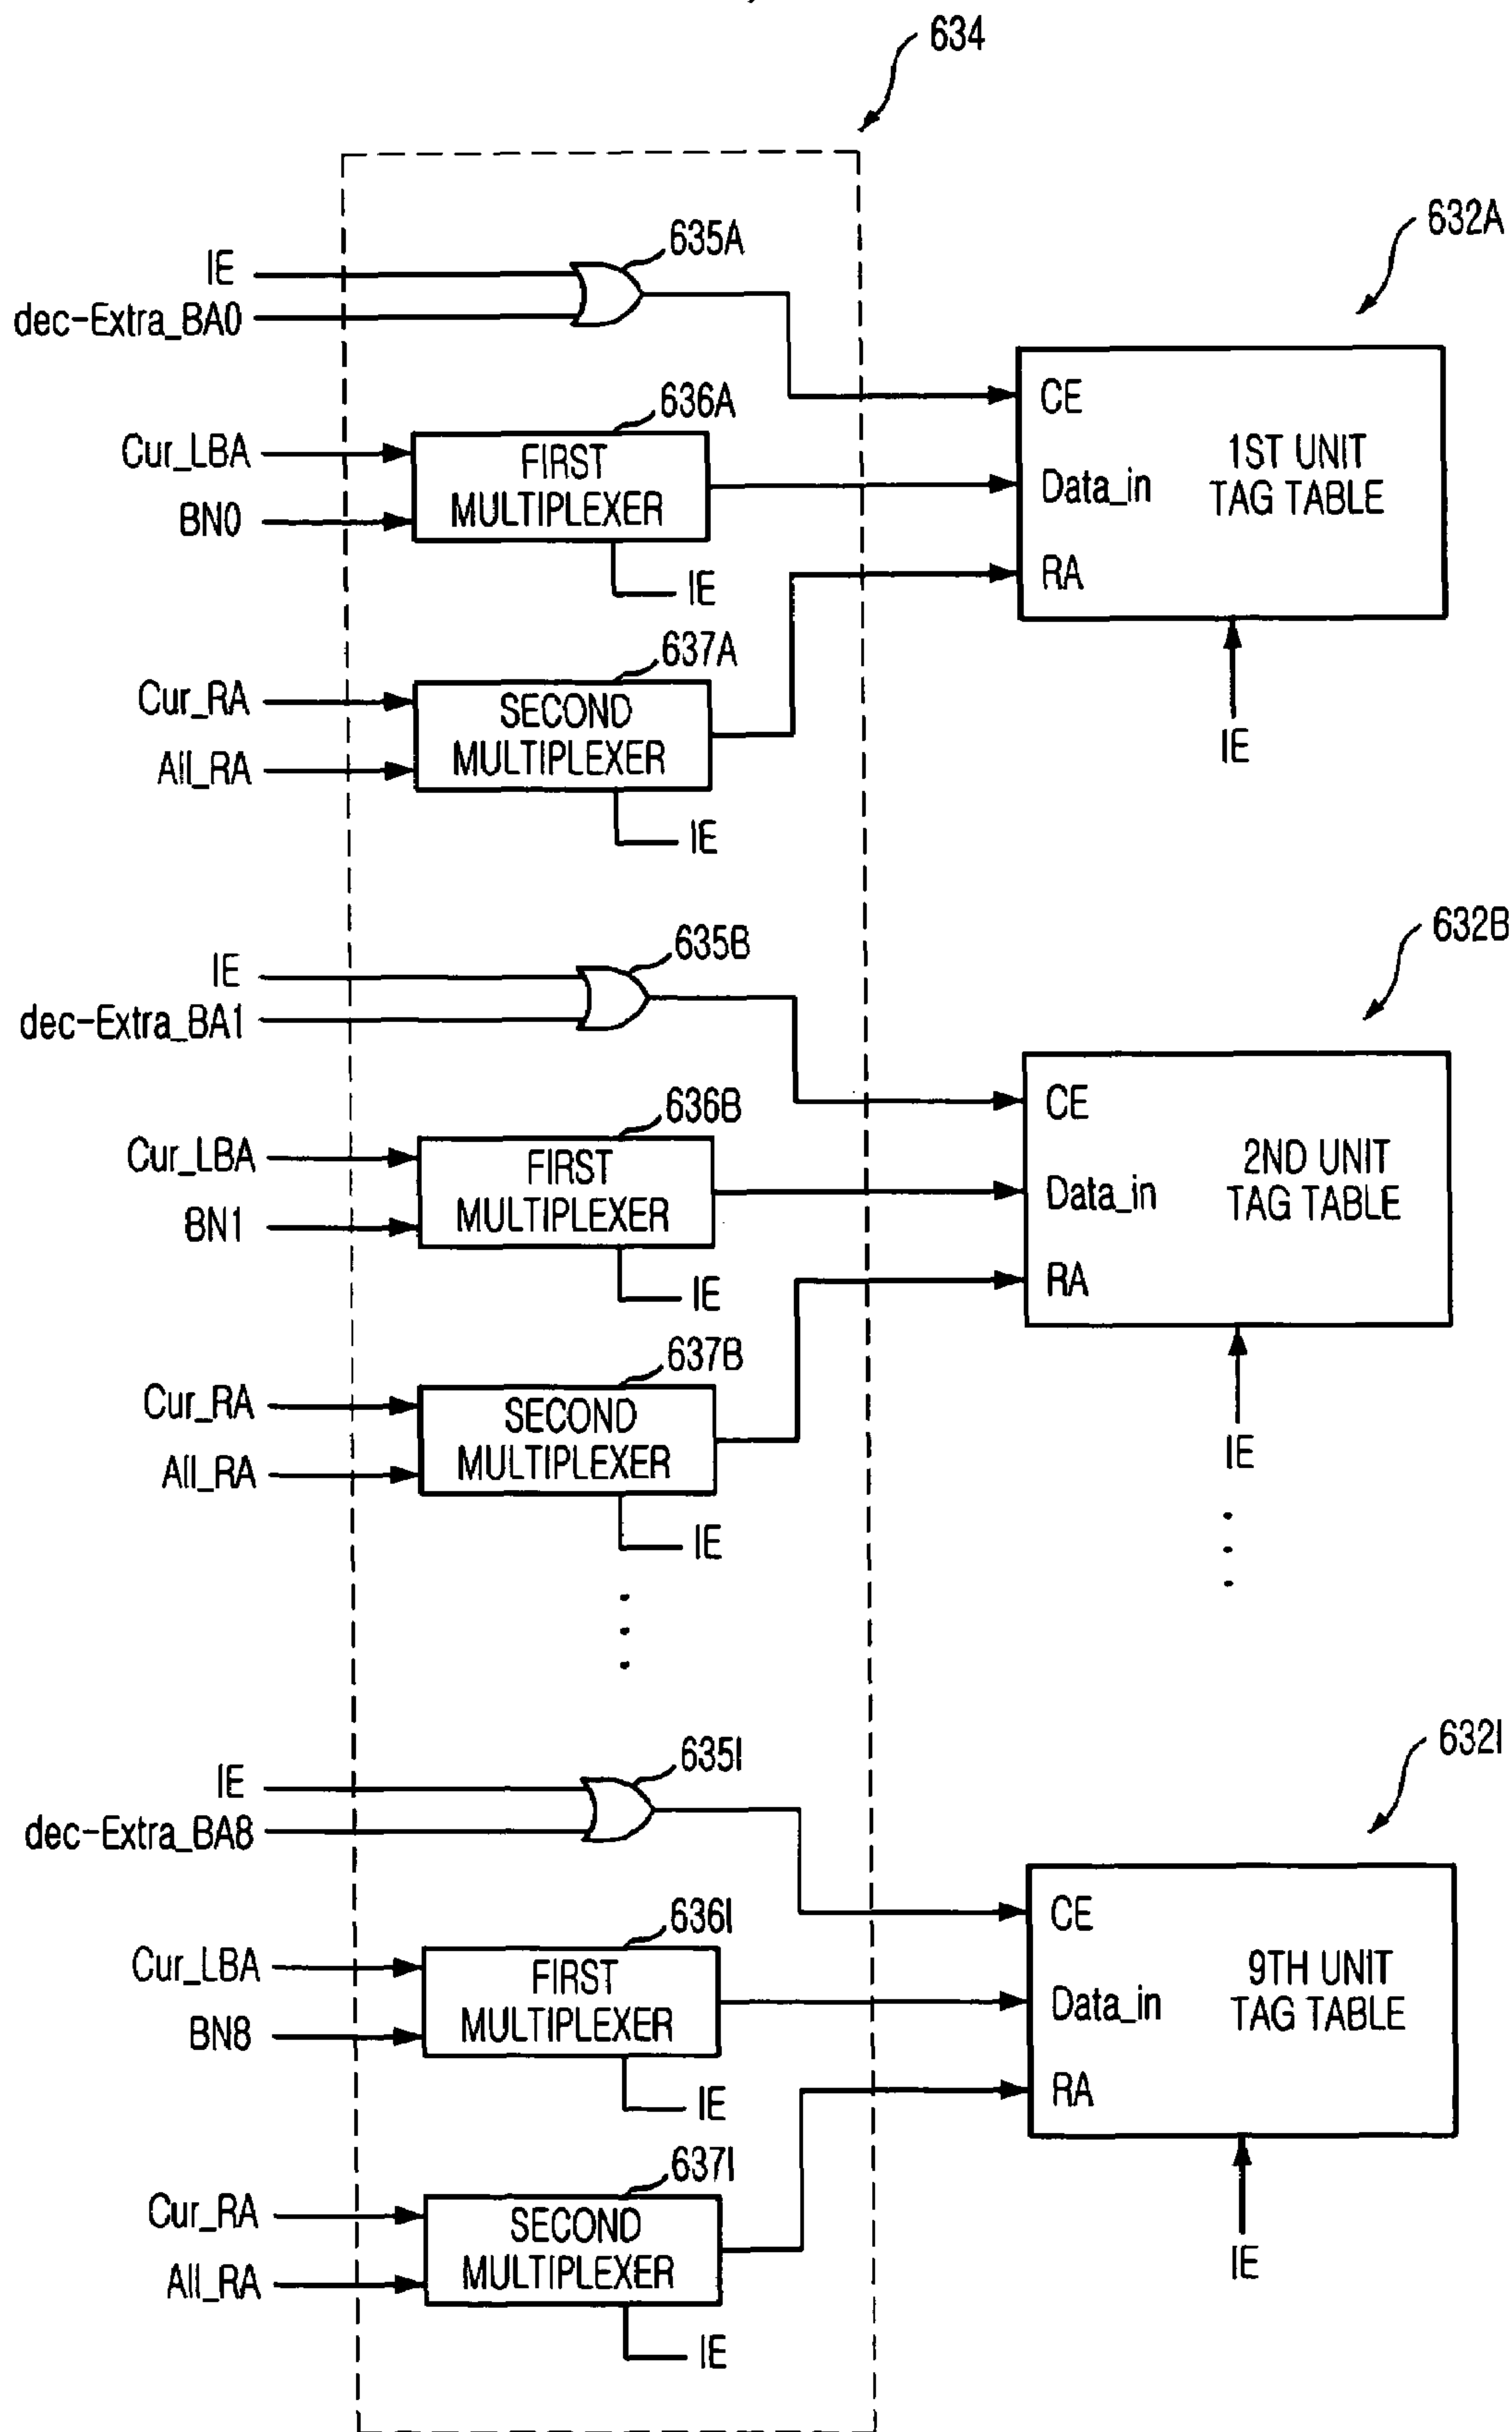 634
632A
635A
IE
dec-Extra_BA0
CE
636A
Cur_LBA
FIRST
MULTIPLEXER
BN0
Data_in
1ST UNIT
TAG TABLE
IE
RA
637A
Cur_RA
SECOND
MULTIPLEXER
All_RA
IE
IE
632B
635B
IE
dec-Extra_BA1
CE
636B
Cur_LBA
FIRST
MULTIPLEXER
BN1
Data_in
2ND UNIT
TAG TABLE
IE
RA
637B
Cur_RA
SECOND
MULTIPLEXER
All_RA
IE
IE
632I
635I
IE
dec-Extra_BA8
CE
636I
Cur_LBA
FIRST
MULTIPLEXER
BN8
Data_in
9TH UNIT
TAG TABLE
IE
RA
637I
Cur_RA
SECOND
MULTIPLEXER
All_RA
IE
IE